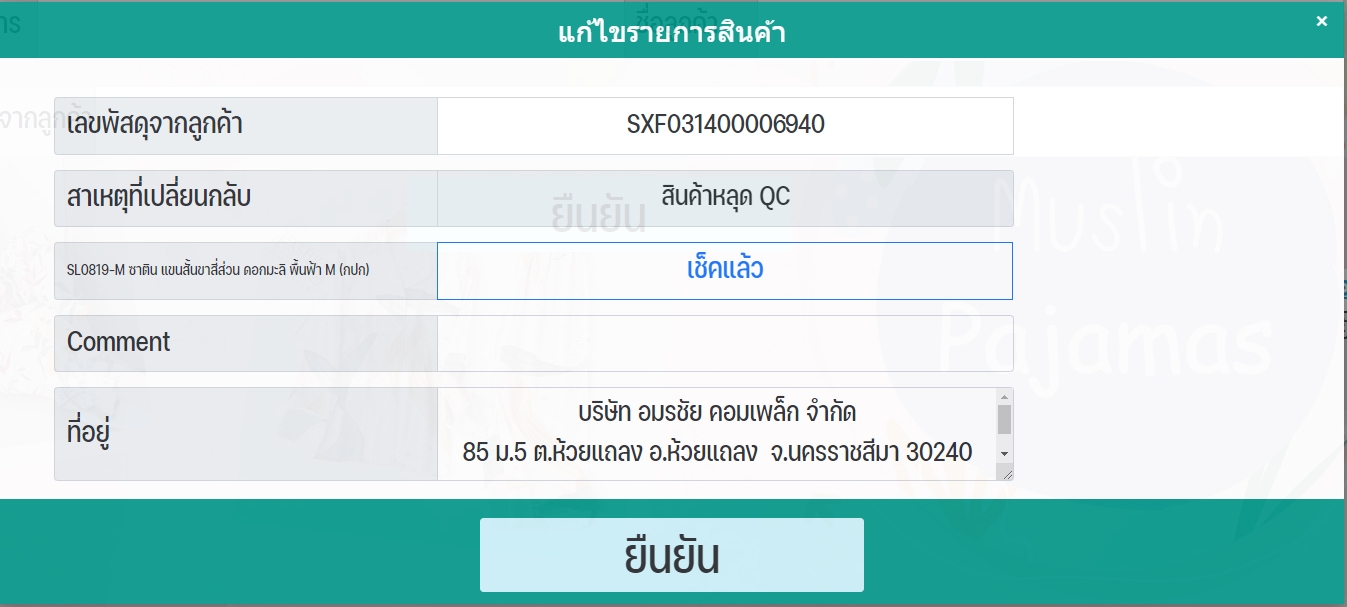 แก้ไขรายการสินค้า
×
เลขพัสดุจากลูกค้า
SXF031400006940
สาเหตุที่เปลี่ยนกลับ
สินค้าหลุด QC
ยืนยัน
SL0819-M ซาติน แขนสั้นขาสี่ส่วน ดอกมะลิ พื้นฟ้า M (กปก)
เช็คแล้ว
Comment
ที่อยู่
บริษัท อมรชัย คอมเพล็ก จำกัด
85 ม.5 ต.ห้วยแถลง อ.ห้วยแถลง จ.นครราชสีมา 30240
Muslin
Pajamas
ยืนยัน